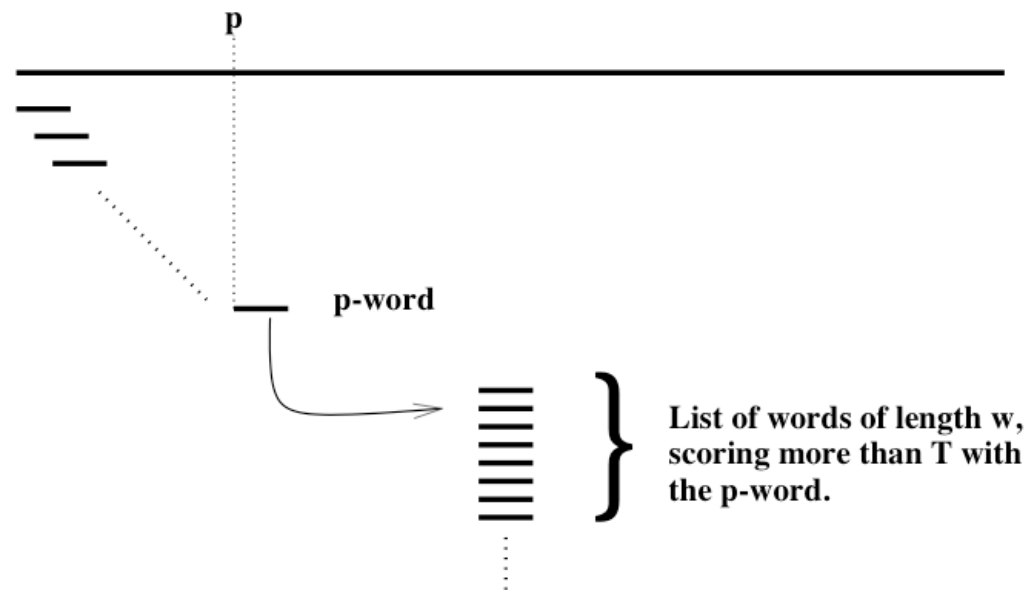 p
p-word
List of words of length w,
scoring more than T with
the p-word.